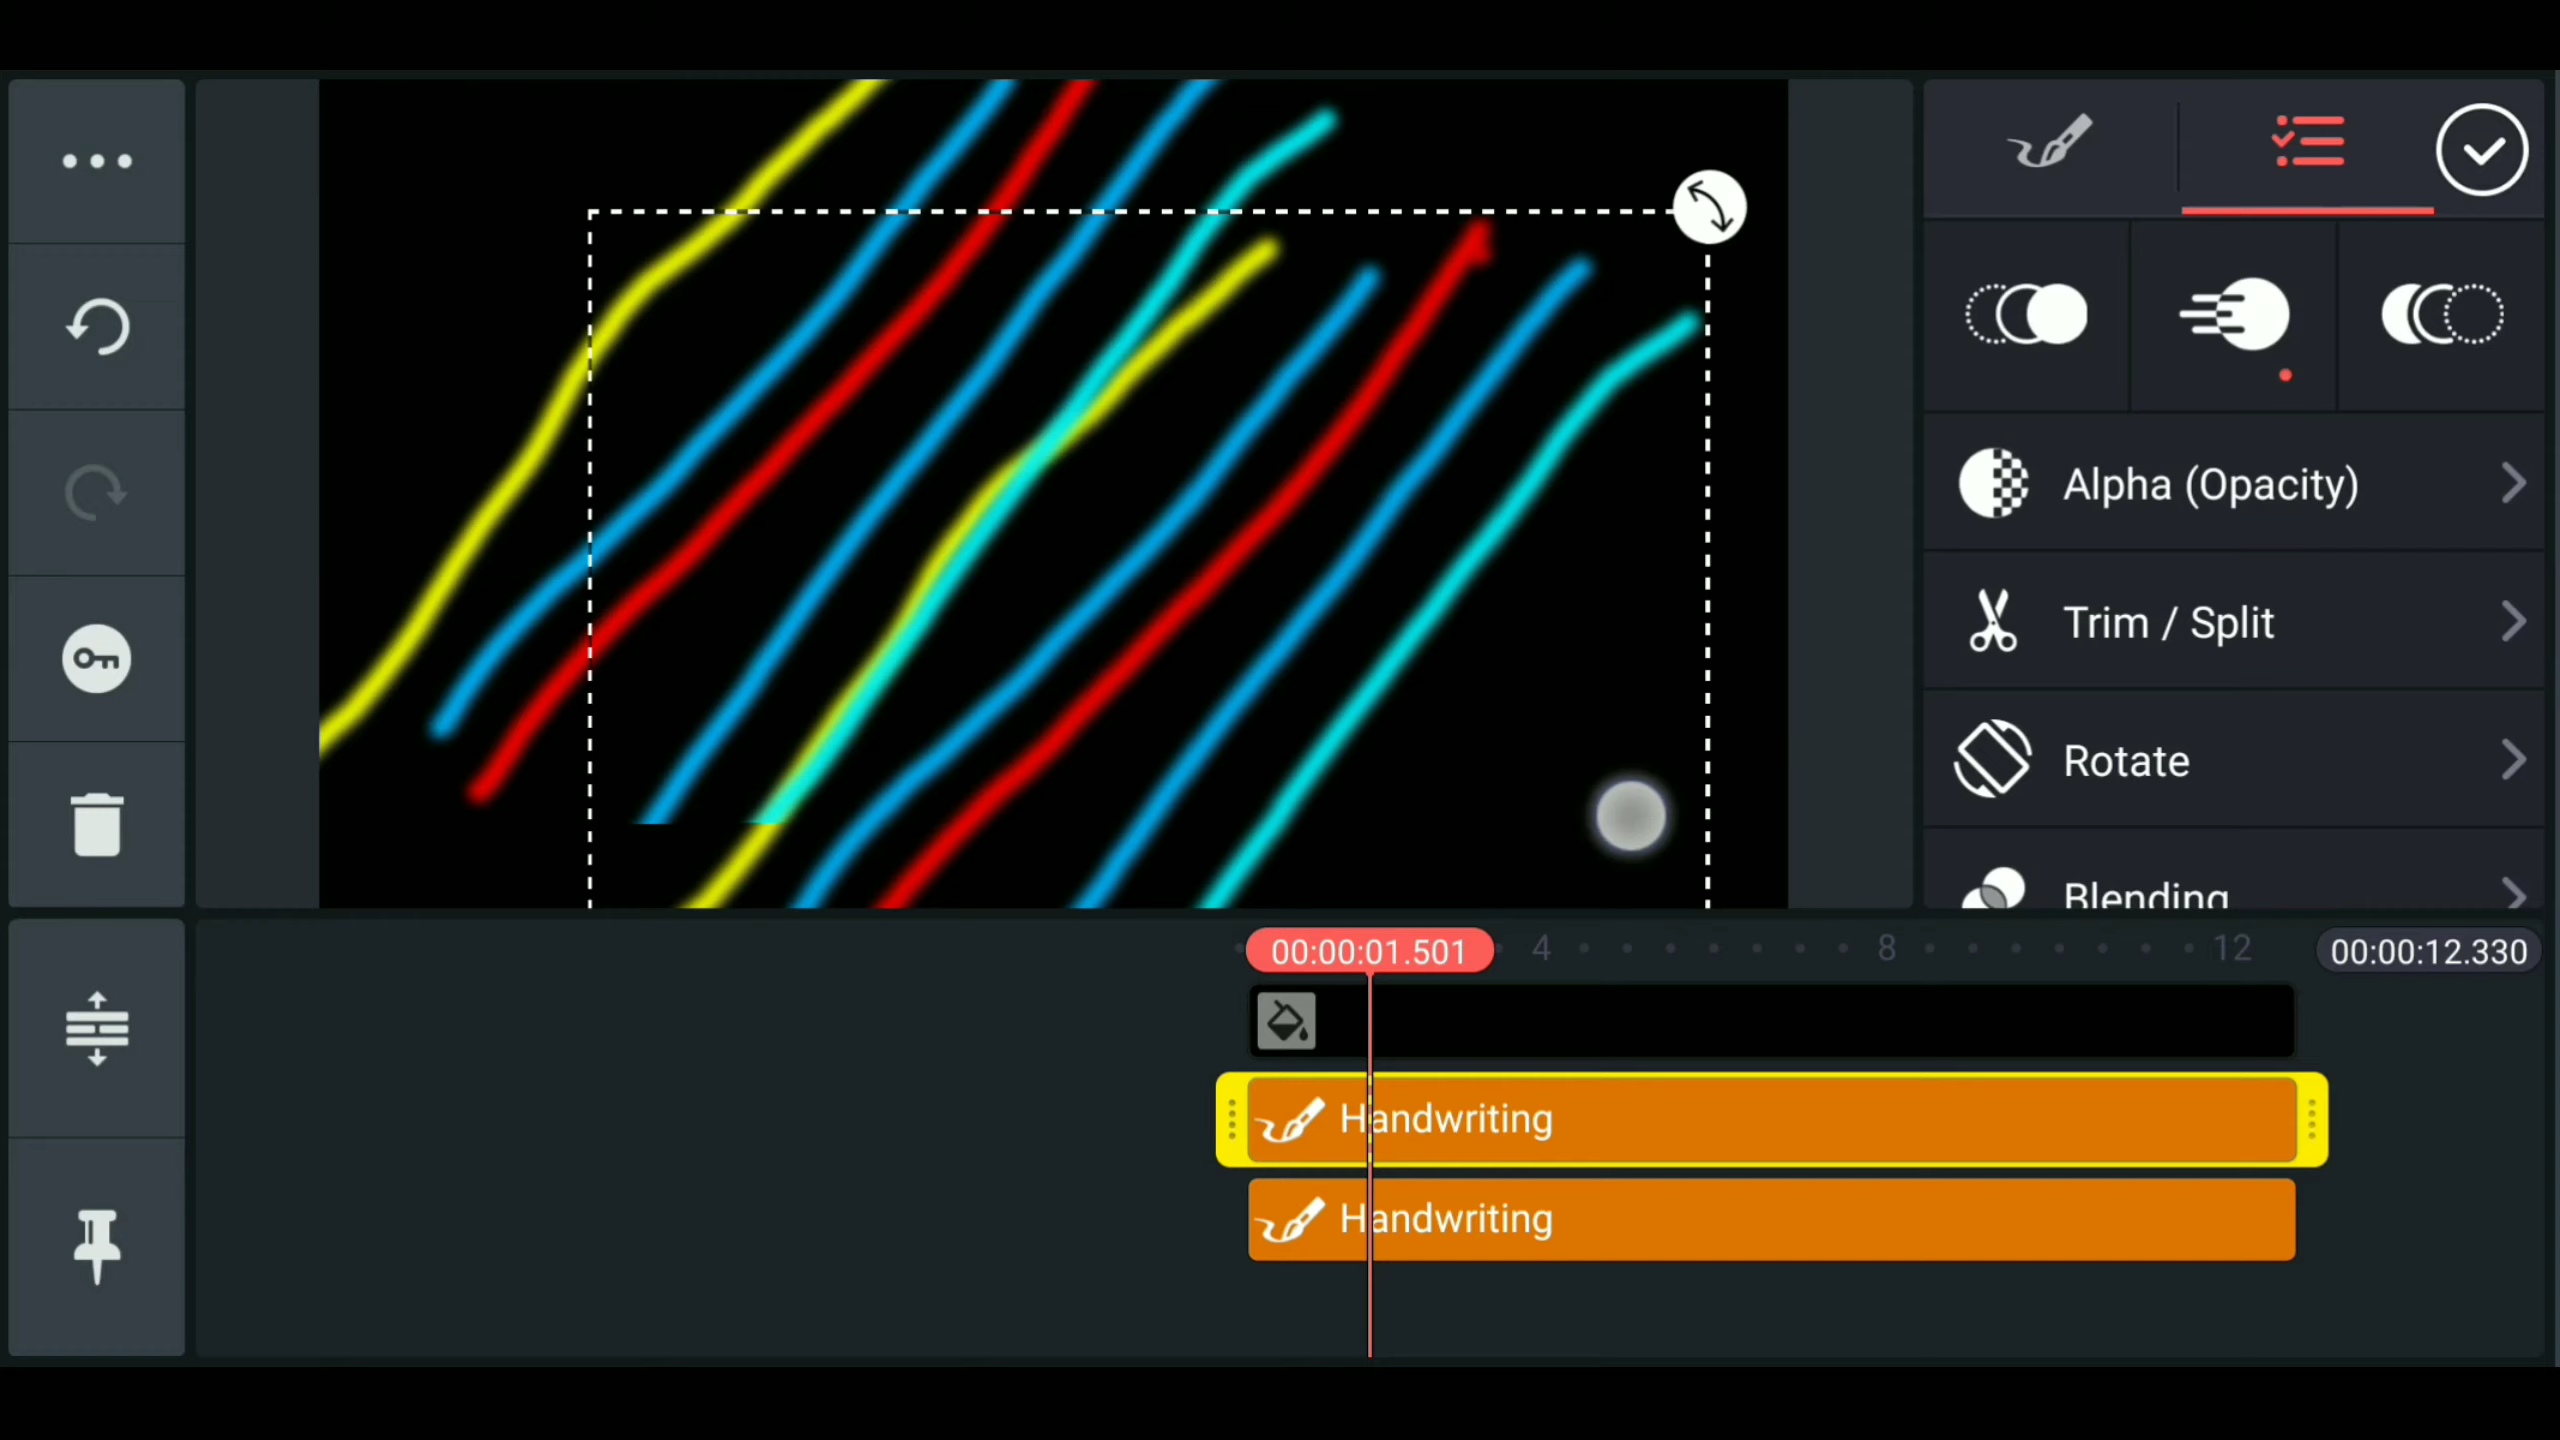 Alpha (Opacity)
Trim / Split
Rotate
Blending
00:00:01.501 4 8 12 00:00:12.330
Handwriting
Handwriting